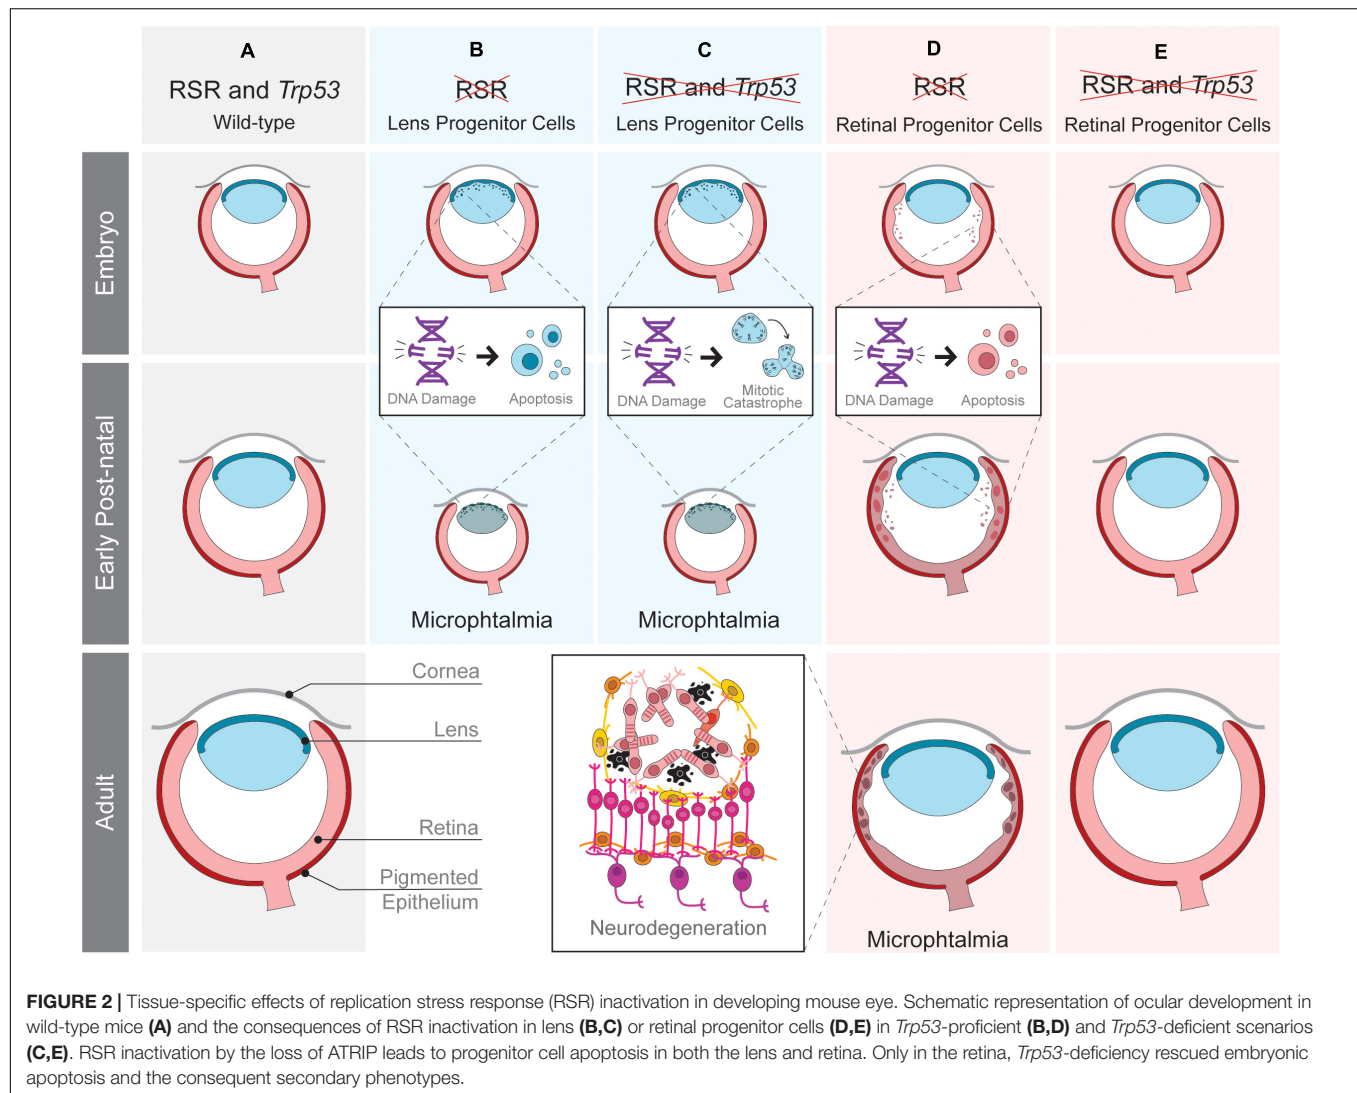 A
RSR and Trp53
Wild-type
B
RSR
Lens Progenitor Cells
C
RSR and Trp53
Lens Progenitor Cells
D
RSR
Retinal Progenitor Cells
E
RSR and Trp53
Retinal Progenitor Cells
Embryo
DNA Damage
Apoptosis
DNA Damage
Mitotic
Catastrophe
DNA Damage
Apoptosis
Early Post-natal
Microphtalmia
Microphtalmia
Adult
Cornea
Lens
Retina
Pigmented
Epithelium
Neurodegeneration
Microphtalmia
FIGURE 2 | Tissue-specific effects of replication stress response (RSR) inactivation in developing mouse eye. Schematic representation of ocular development in
wild-type mice (A) and the consequences of RSR inactivation in lens (B,C) or retinal progenitor cells (D,E) in Trp53-proficient (B,D) and Trp53-deficient scenarios
(C,E). RSR inactivation by the loss of ATRIP leads to progenitor cell apoptosis in both the lens and retina. Only in the retina, Trp53-deficiency rescued embryonic
apoptosis and the consequent secondary phenotypes.